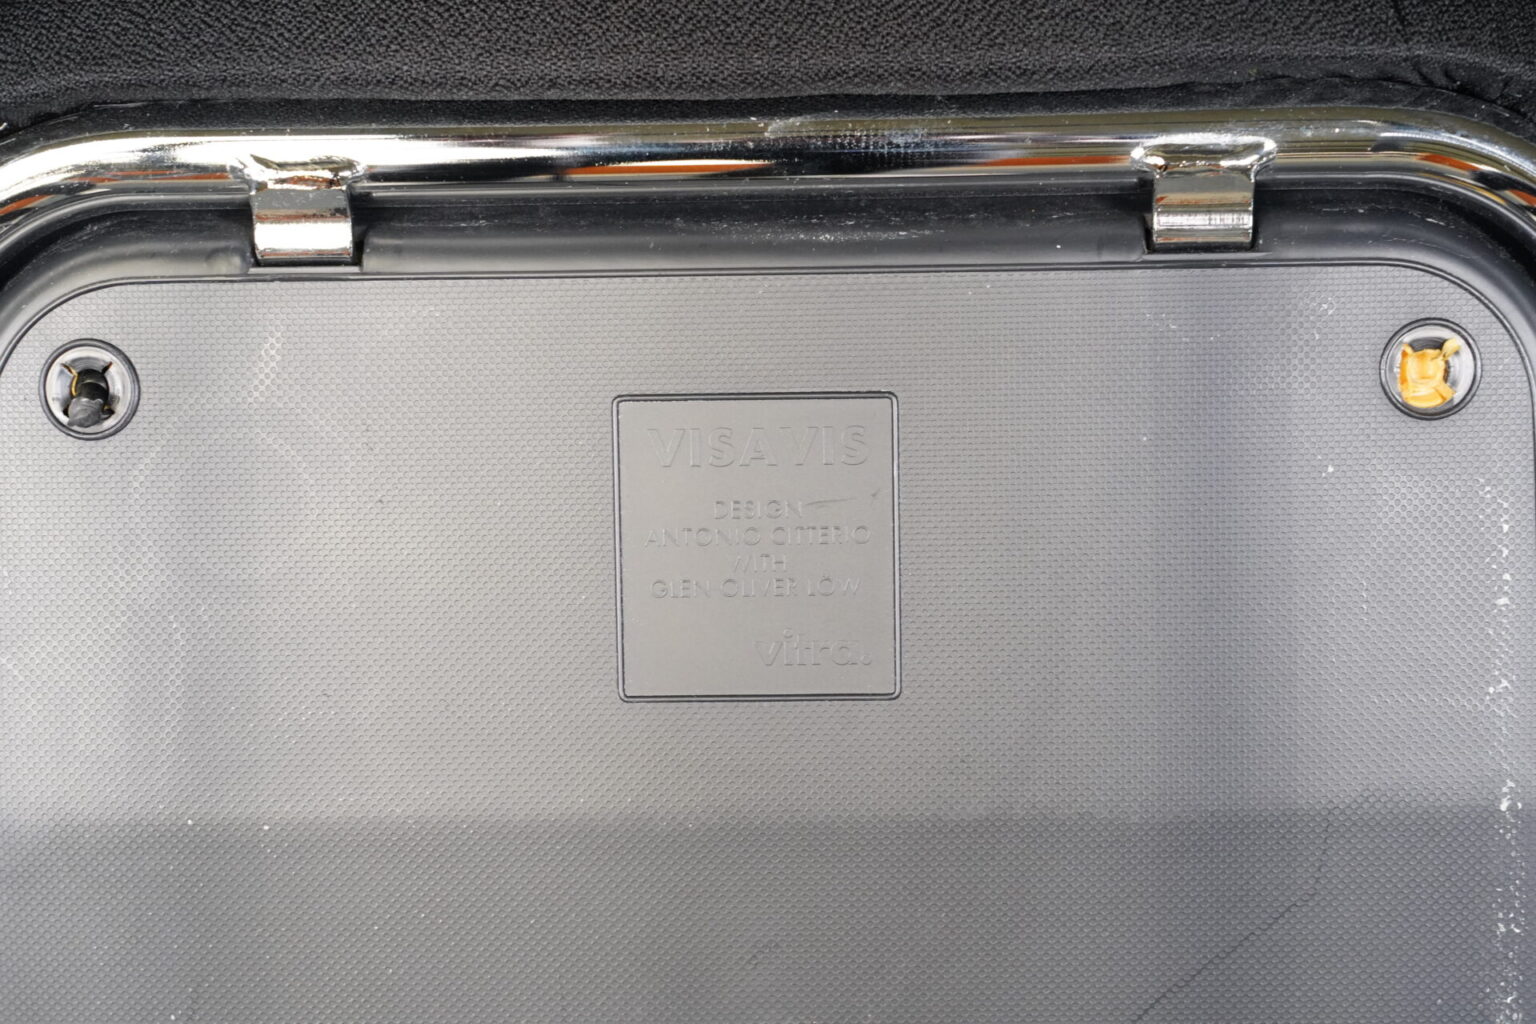 VISAVIS
DESIGN
ANTONIO CITTERIO
WITH
GLEN OLIVER LÖW
vitra.